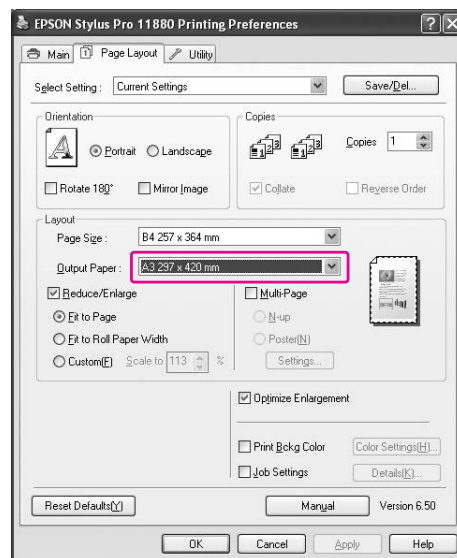 EPSON Stylus Pro 11880 Printing Preferences
Main Page Layout Utility
Select Setting : Current Settings Save/Del...
Orientation
Portrait Landscape
Rotate 180° Mirror Image
Copies
Copies 1
Collate Reverse Order
Layout
Page Size : B4 257 x 364 mm
Output Paper : A3 297 x 420 mm
Reduce/Enlarge
Fit to Page
Fit to Roll Paper Width
Custom(F) Scale to 113 %
Multi-Page
N-up
Poster(N)
Settings...
Optimize Enlargement
Print Bckg Color Color Settings(H)...
Job Settings Details(K)...
Reset Defaults(Y) Manual Version 6.50
OK Cancel Apply Help